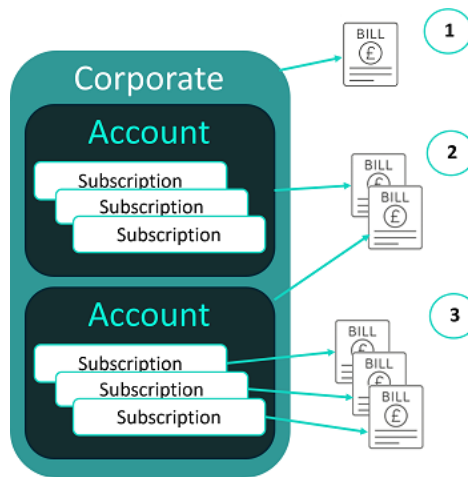 BILL
£
1
Corporate
Account
Subscription
Subscription
Subscription
BILL
£
BILL
£
2
Account
Subscription
Subscription
Subscription
BILL
£
BILL
£
BILL
£
3